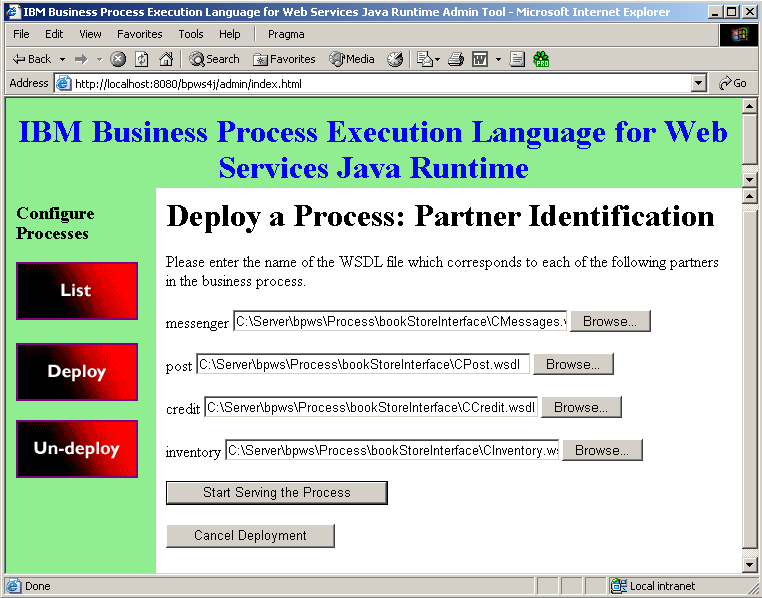 IBM Business Process Execution Language for Web Services Java Runtime Admin Tool - Microsoft Internet Explorer
File Edit View Favorites Tools Help Pragma
Back Search Favorites Media PRO
Address http://localhost:8080/bpws4j/admin/index.html Go
IBM Business Process Execution Language for Web
Services Java Runtime
Configure
Processes
List
Deploy
Un-deploy
Deploy a Process: Partner Identification
Please enter the name of the WSDL file which corresponds to each of the following partners
in the business process.
messenger C:\Server\bpws\Process\bookStoreInterface\CMessages. Browse...
post C:\Server\bpws\Process\bookStoreInterface\CPost.wsdl Browse...
credit C:\Server\bpws\Process\bookStoreInterface\CCredit.wsdl Browse...
inventory C:\Server\bpws\Process\bookStoreInterface\CInventory.ws Browse...
Start Serving the Process
Cancel Deployment
Done Local intranet